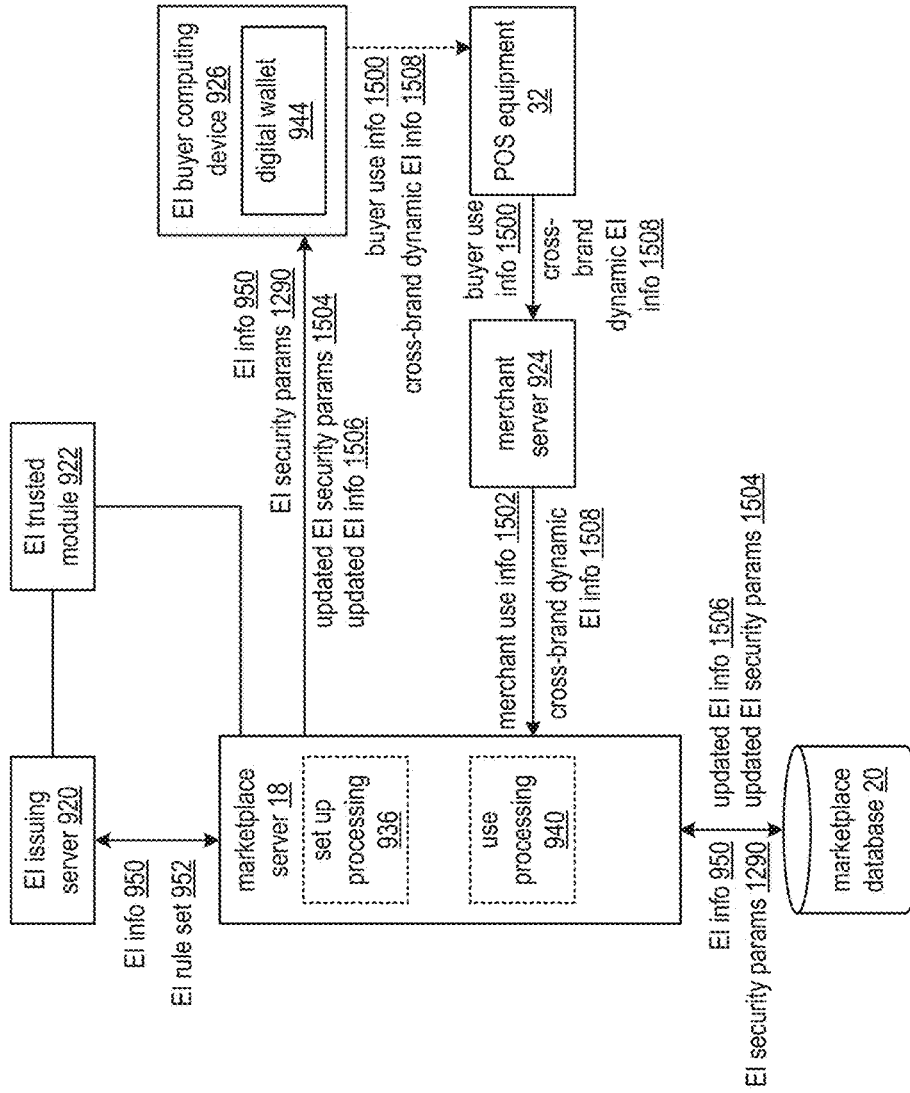 EI issuing
server 920
EI trusted
module 922
EI info 950
EI rule set 952
marketplace
server 18
set up
processing
936
use
processing
940
EI info 950
EI security params 1290
updated EI security params 1504
updated EI info 1506
EI buyer computing
device 926
digital wallet
944
buyer use info 1500
cross-brand dynamic EI info 1508
POS equipment
32
buyer use
info 1500
cross-
brand
dynamic EI
info 1508
merchant
server 924
merchant use info 1502
cross-brand dynamic
EI info 1508
EI info 950
EI security params 1290
updated EI info 1506
updated EI security params 1504
marketplace
database 20